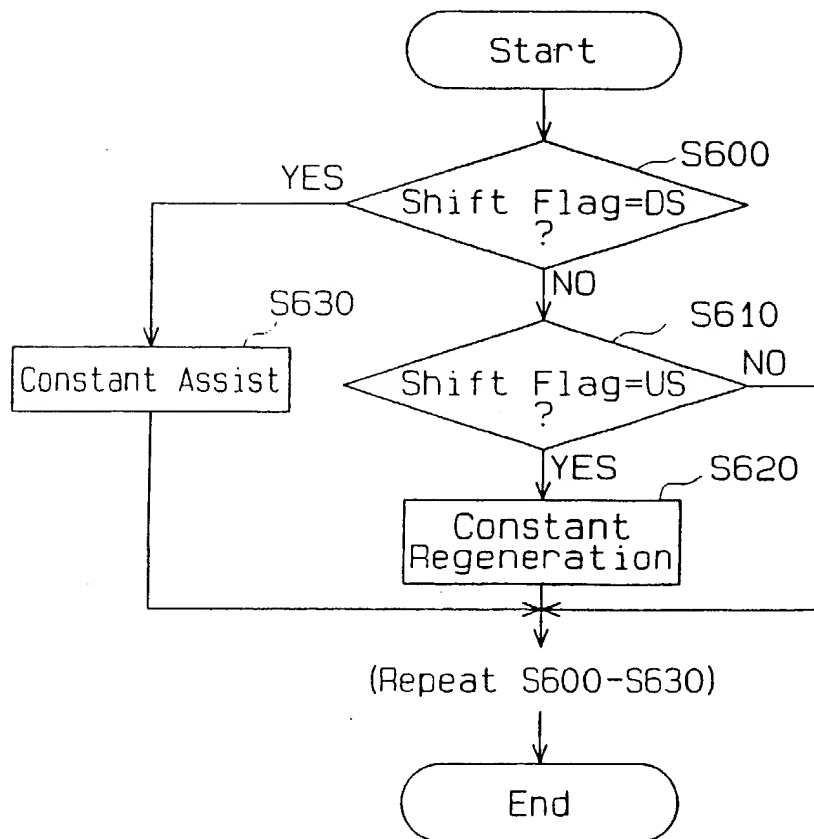 Start
S600
YES
Shift Flag=DS
?
NO
S630
S610
Constant Assist
Shift Flag=US
?
NO
YES
S620
Constant
Regeneration
(Repeat S600-S630)
End